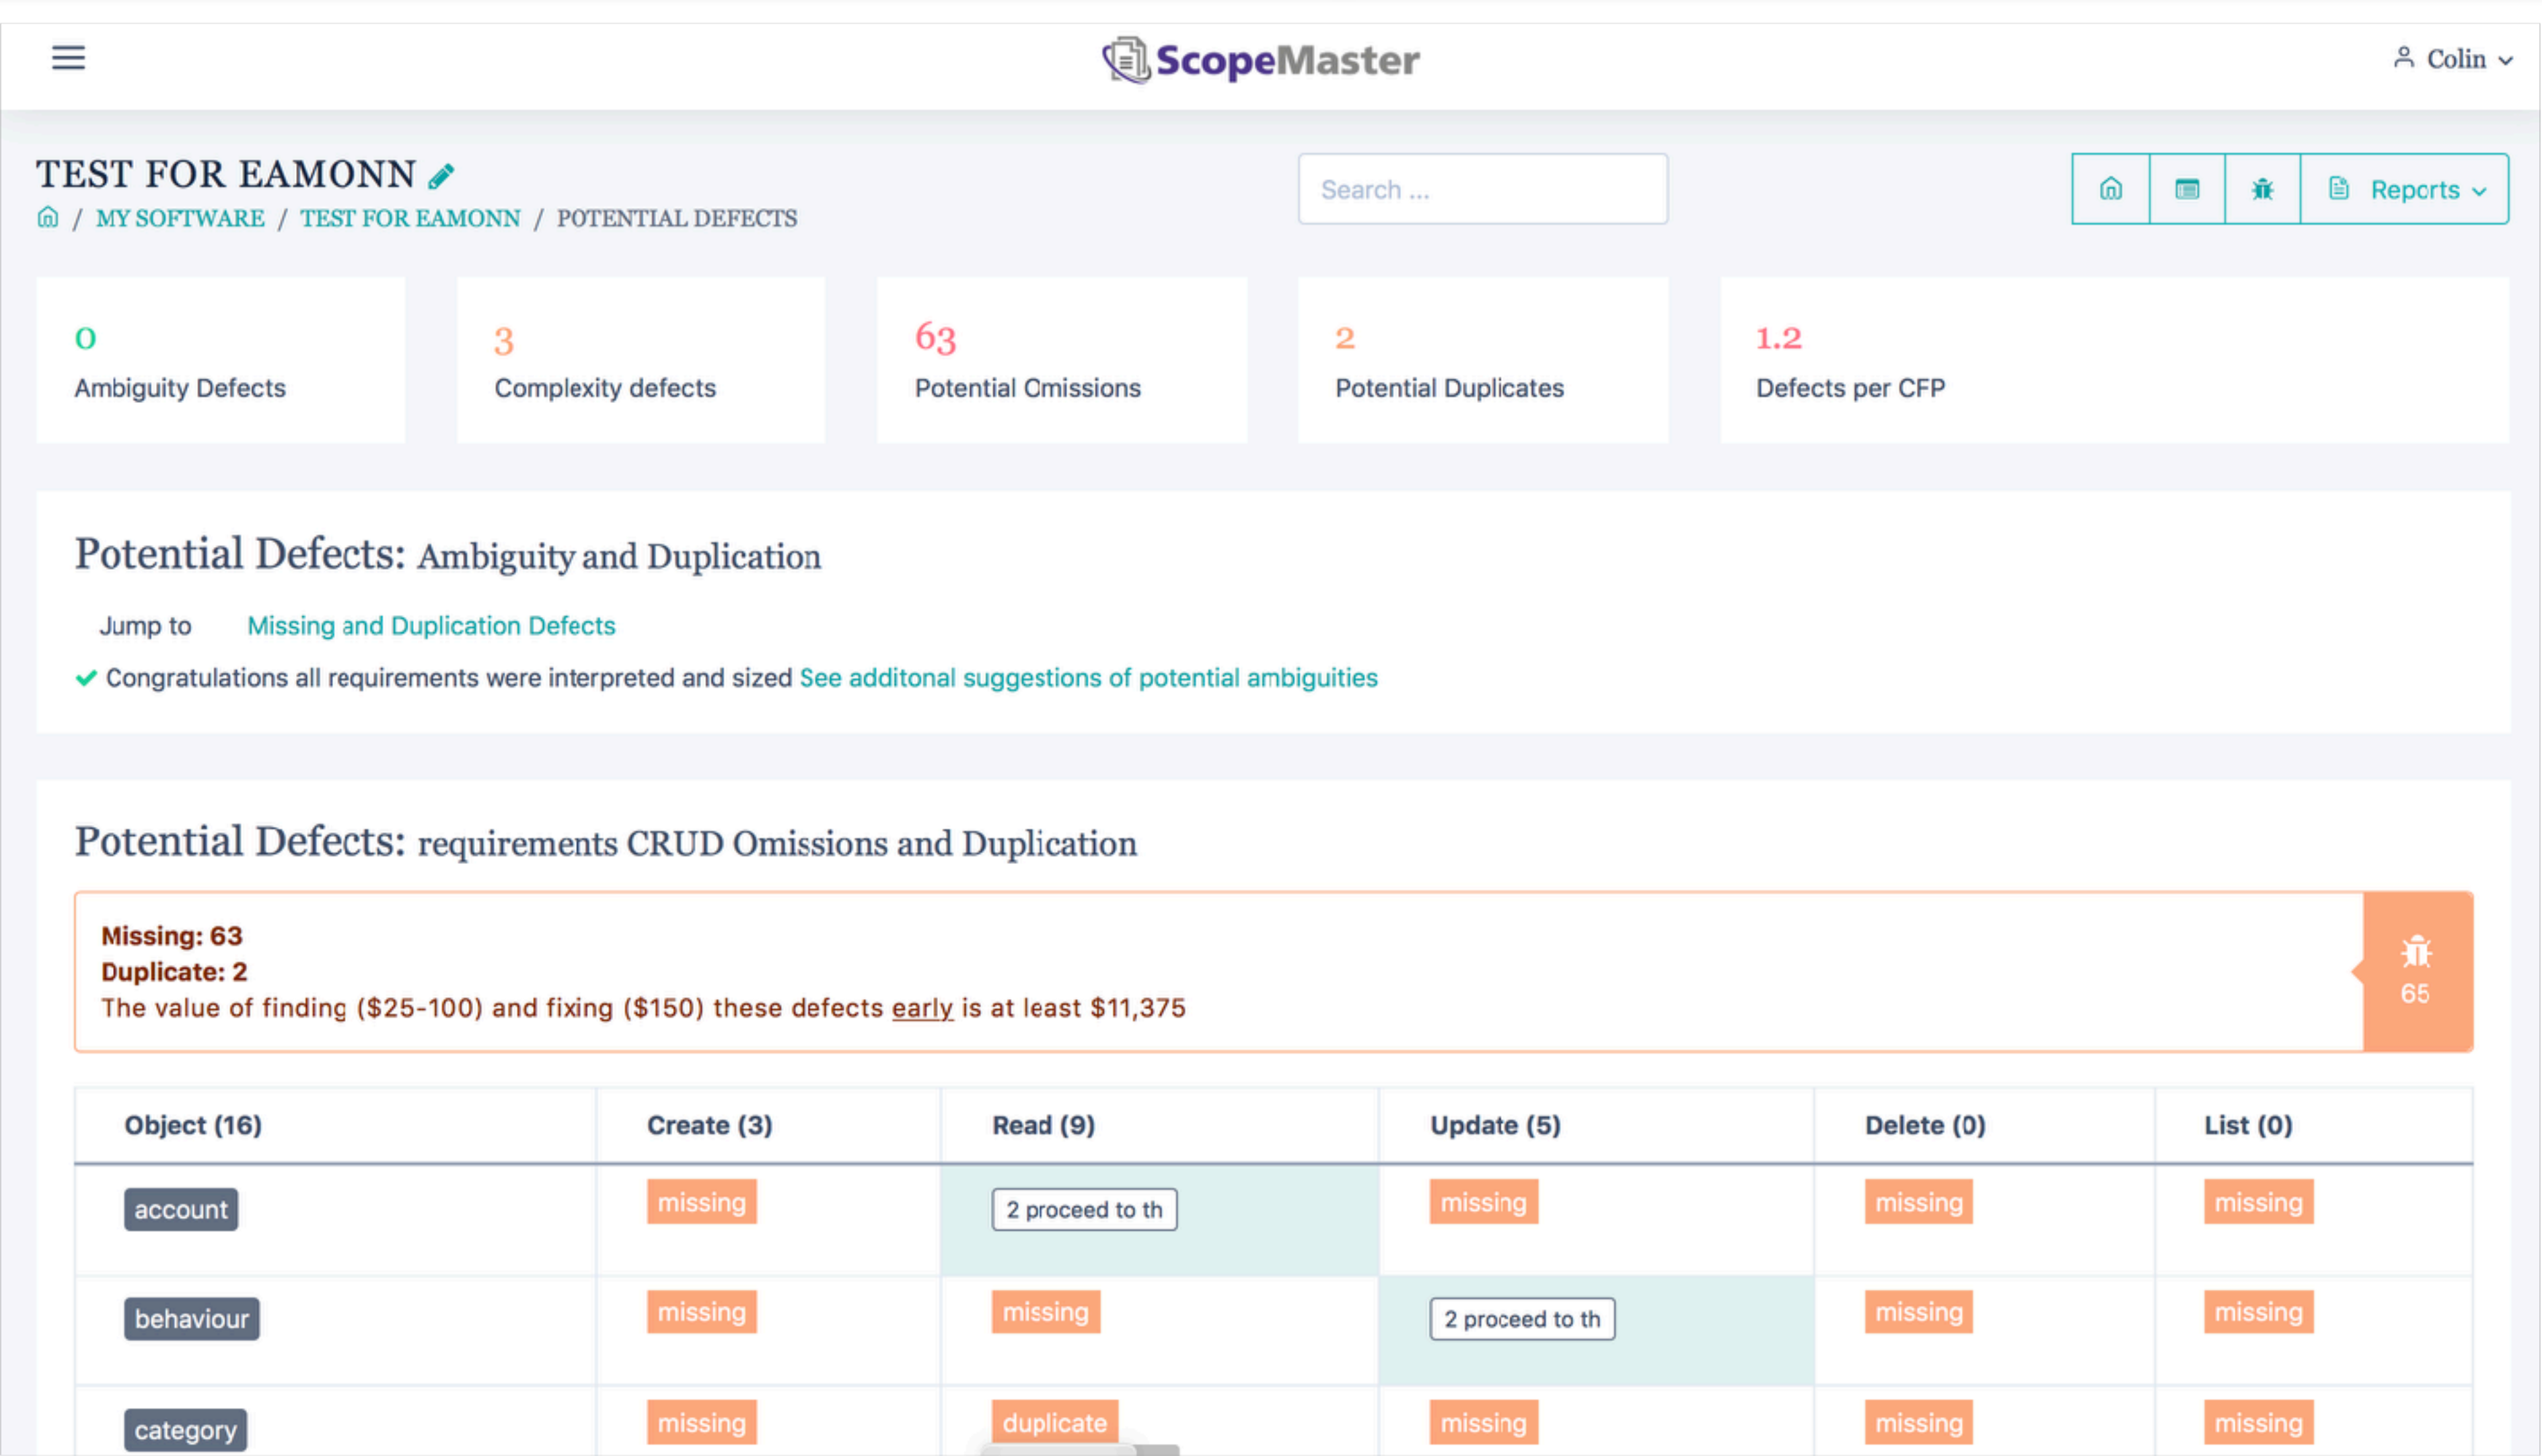 ScopeMaster
Colin
TEST FOR EAMONN
/ MY SOFTWARE / TEST FOR EAMONN / POTENTIAL DEFECTS
Search ...
Reports
0
Ambiguity Defects
3
Complexity defects
63
Potential Omissions
2
Potential Duplicates
1.2
Defects per CFP
Potential Defects: Ambiguity and Duplication
Jump to Missing and Duplication Defects
Congratulations all requirements were interpreted and sized See additonal suggestions of potential ambiguities
Potential Defects: requirements CRUD Omissions and Duplication
Missing: 63
Duplicate: 2
The value of finding ($25-100) and fixing ($150) these defects early is at least $11,375
65
Object (16) Create (3) Read (9) Update (5) Delete (0) List (0)
account missing 2 proceed to th missing missing missing
behaviour missing missing 2 proceed to th missing missing
category missing duplicate missing missing missing